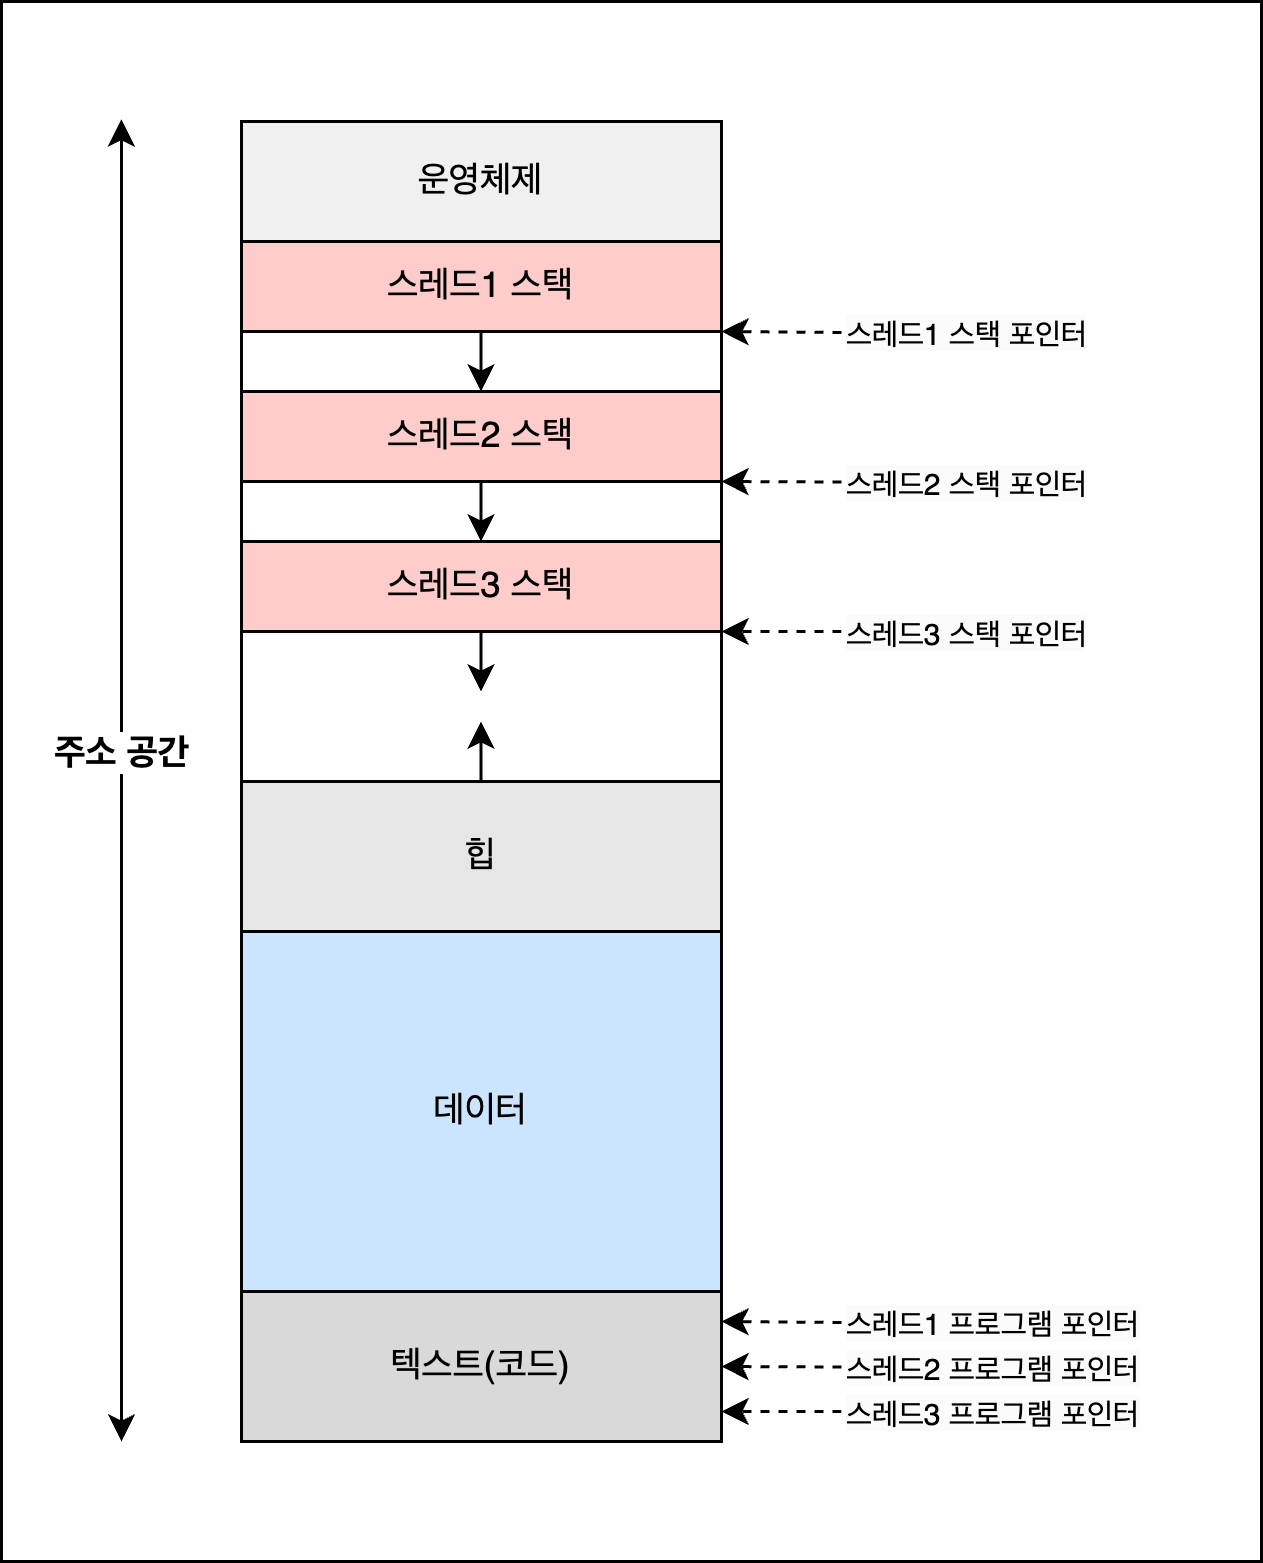 운영체제
스레드1 스택
스레드1 스택 포인터
스레드2 스택
스레드2 스택 포인터
스레드3 스택
스레드3 스택 포인터
주소 공간
힙
데이터
텍스트(코드)
스레드1 프로그램 포인터
스레드2 프로그램 포인터
스레드3 프로그램 포인터